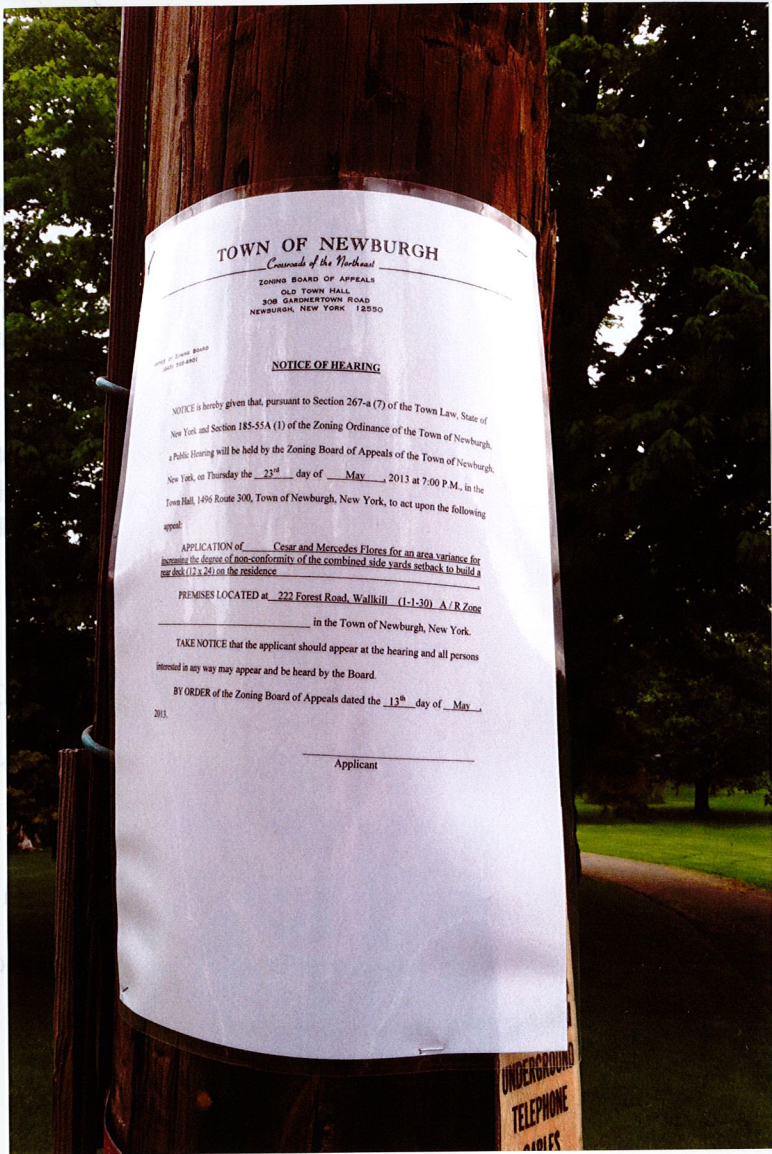 TOWN OF NEWBURGH
Crossroads of the Northeast
ZONING BOARD OF APPEALS
OLD TOWN HALL
308 GARDNERTOWN ROAD
NEWBURGH, NEW YORK 12550
OFFICE OF ZONING BOARD
NOTICE OF HEARING
NOTICE is hereby given that, pursuant to Section 267-a (7) of the Town Law, State of
New York and Section 185-55A (1) of the Zoning Ordinance of the Town of Newburgh,
a Public Hearing will be held by the Zoning Board of Appeals of the Town of Newburgh,
New York, on Thursday the 23rd day of May, 2013 at 7:00 P.M., in the
Town Hall, 1496 Route 300, Town of Newburgh, New York, to act upon the following
appeal:
APPLICATION of Cesar and Mercedes Flores for an area variance for
increasing the degree of non-conformity of the combined side yards setback to build a
rear deck (12 x 24) on the residence.
PREMISES LOCATED at 222 Forest Road, Wallkill (1-1-30) A / R Zone
in the Town of Newburgh, New York.
TAKE NOTICE that the applicant should appear at the hearing and all persons
interested in any way may appear and be heard by the Board.
BY ORDER of the Zoning Board of Appeals dated the 13th day of May,
2013.
Applicant
UNDERGROUND
TELEPHONE
CABLES